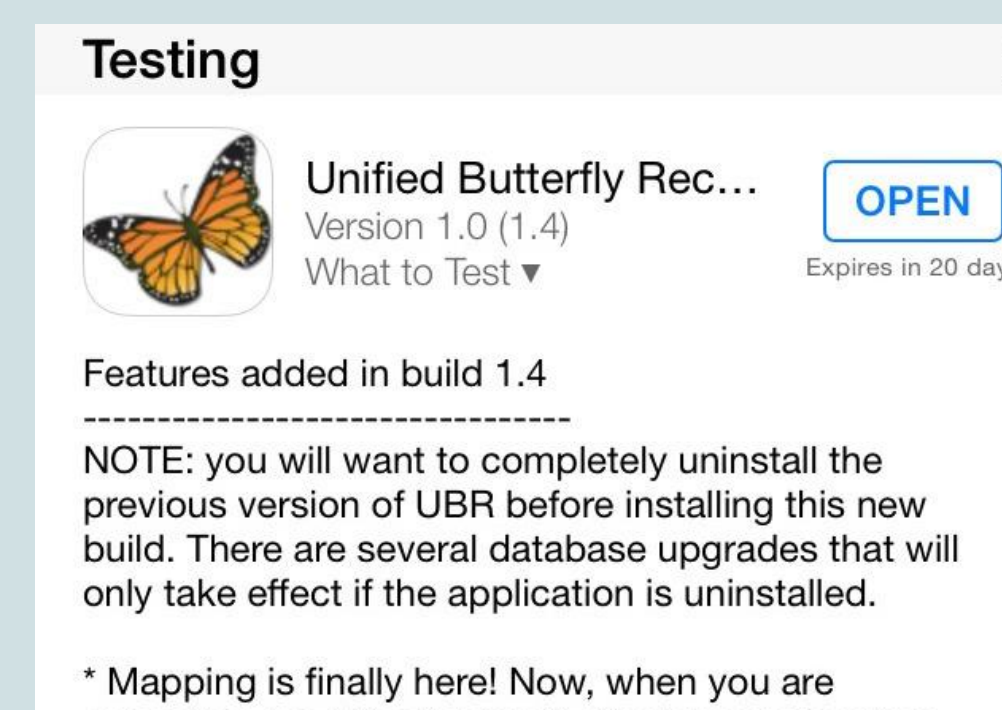 Testing
Unified Butterfly Rec...
Version 1.0 (1.4)
What to Test ▼
OPEN
Expires in 20
Features added in build 1.4
---------------------------------
NOTE: you will want to completely uninstall the
previous version of UBR before installing this new
build. There are several database upgrades that will
only take effect if the application is uninstalled.
* Mapping is finally here! Now, when you are